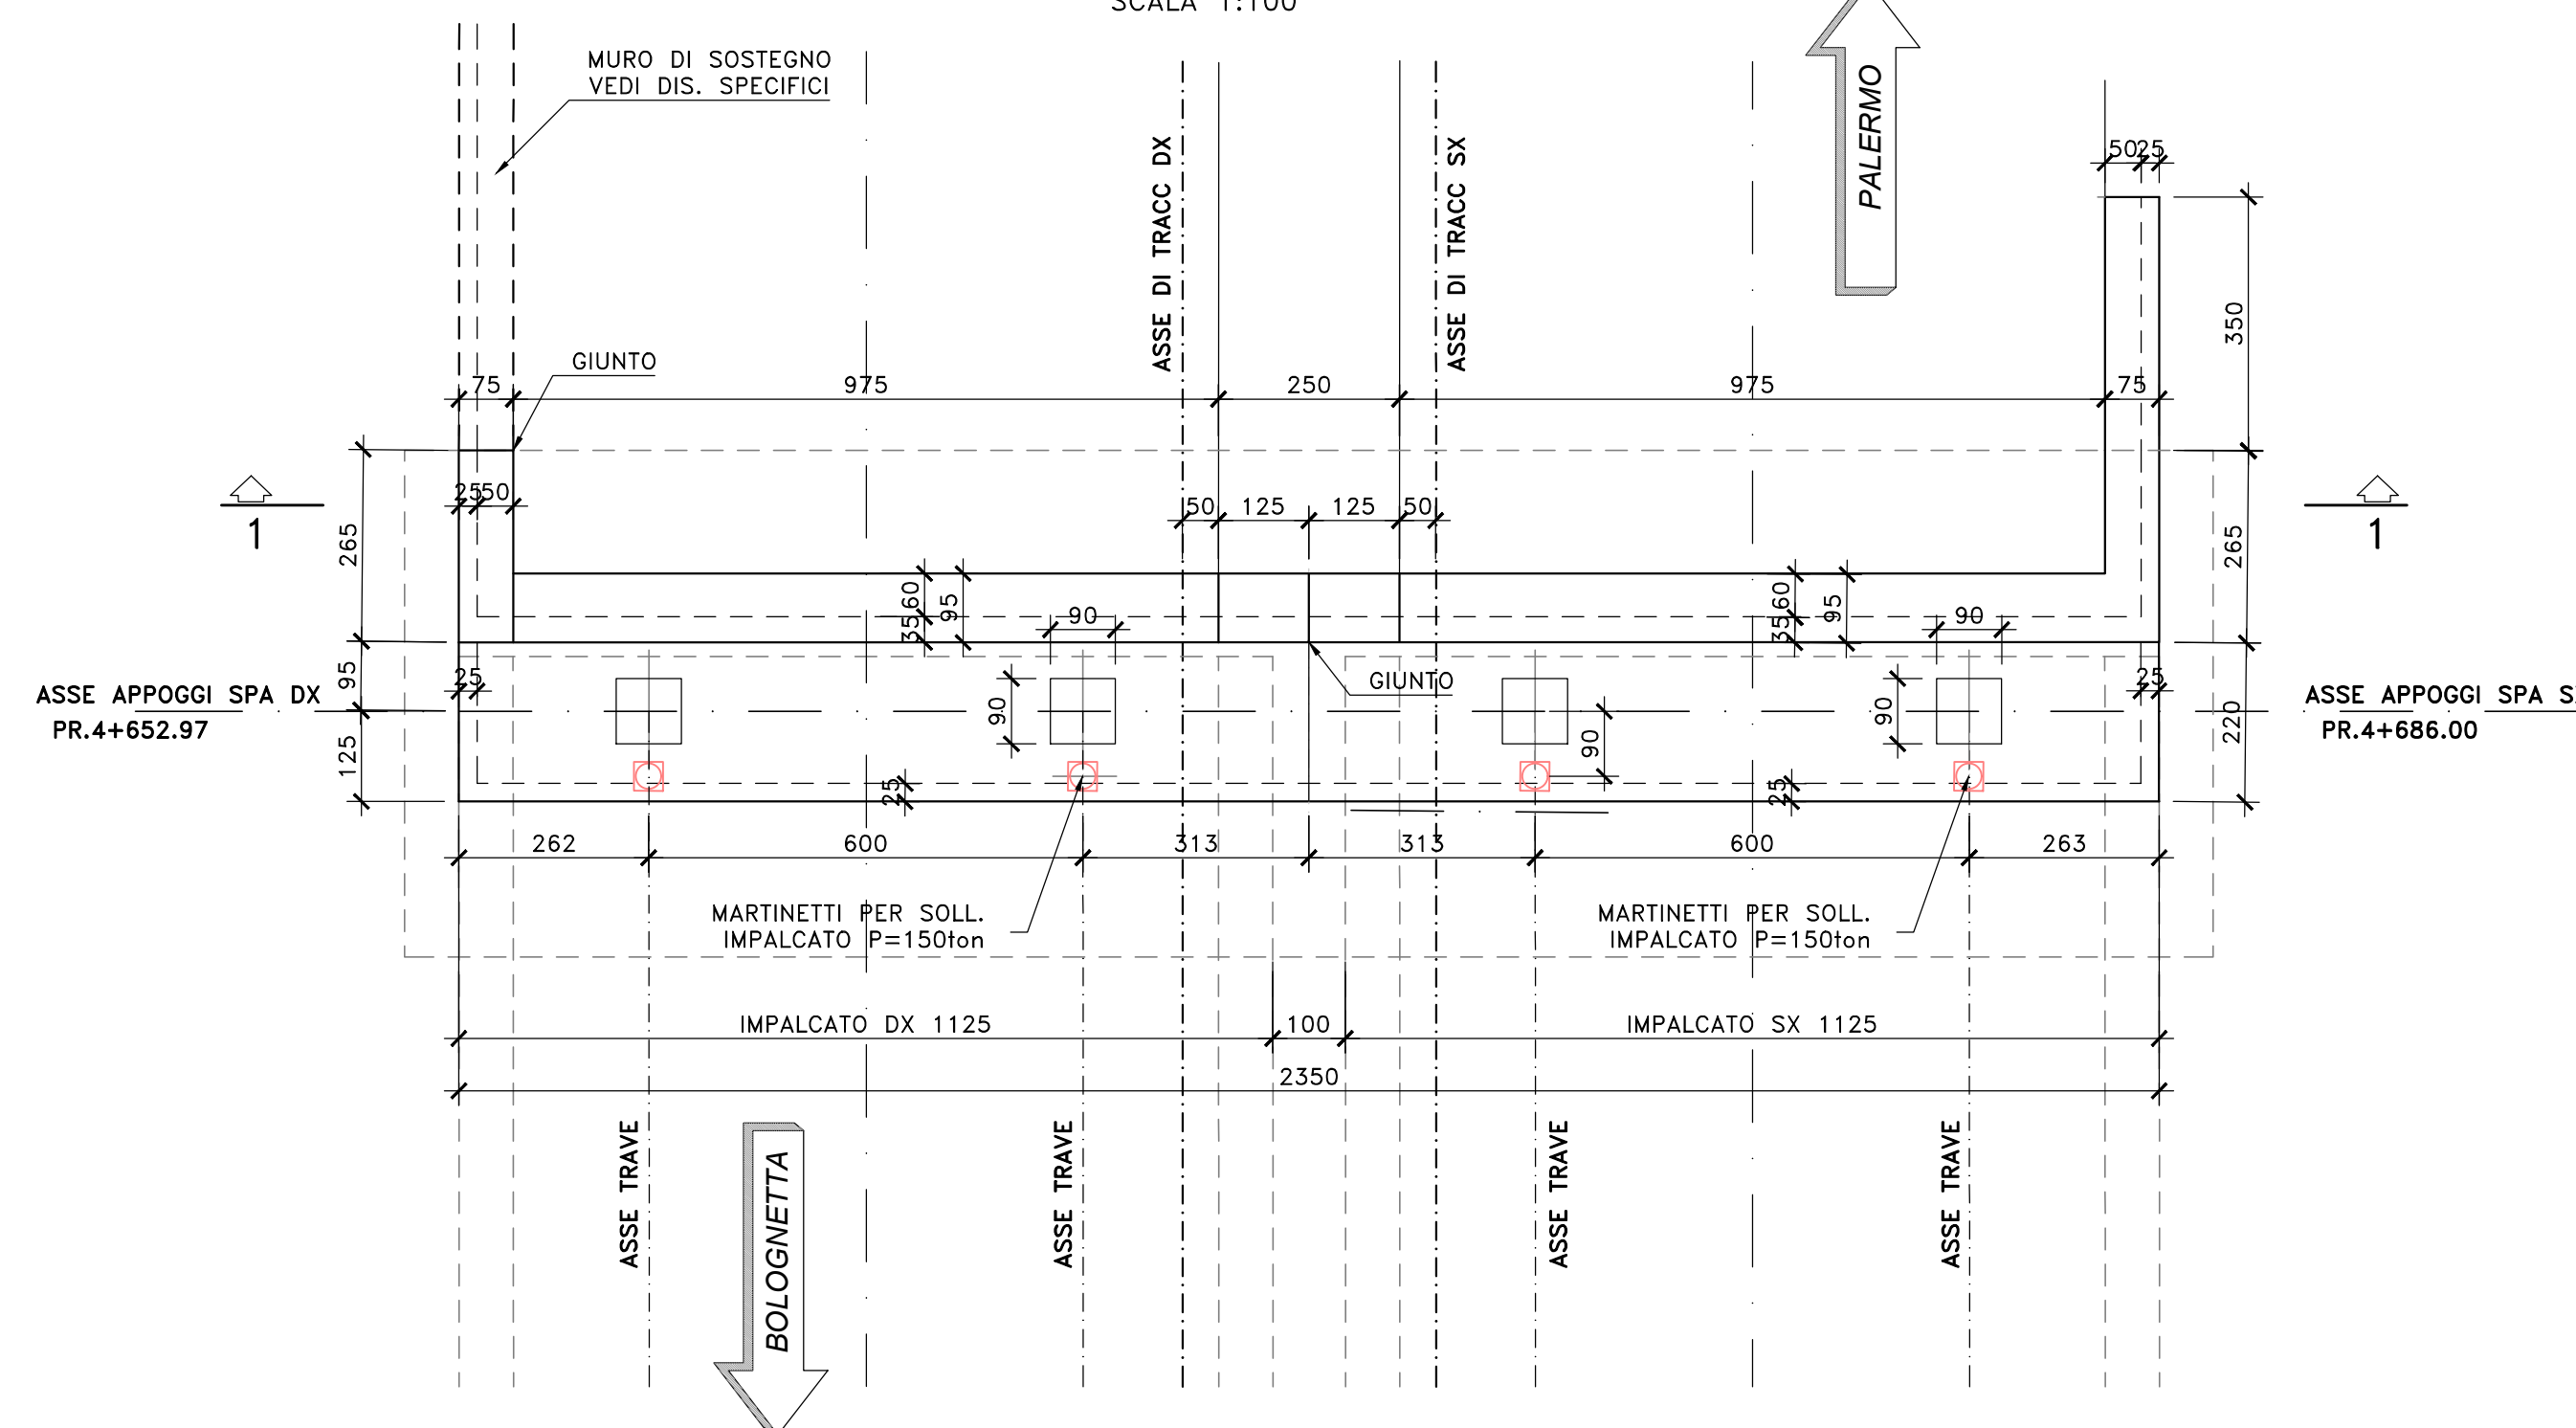 SCALA 1:100
MURO DI SOSTEGNO
VEDI DIS. SPECIFICI
PALERMO
ASSE DI TRACC DX
ASSE DI TRACC SX
50 25
350
GIUNTO
75 975 250 975 75
25 50
50 125 125 50
1
1
265
265
35 60
95
35 60
95
90
90
95
25
GIUNTO
25
ASSE APPOGGI SPA DX
PR.4+652.97
90
90
ASSE APPOGGI SPA S
PR.4+686.00
220
125
90
25
25
262 600 313 313 600 263
MARTINETTI PER SOLL.
IMPALCATO P=150ton
MARTINETTI PER SOLL.
IMPALCATO P=150ton
IMPALCATO DX 1125 100 IMPALCATO SX 1125
2350
ASSE TRAVE
BOLOGNETTA
ASSE TRAVE
ASSE TRAVE
ASSE TRAVE